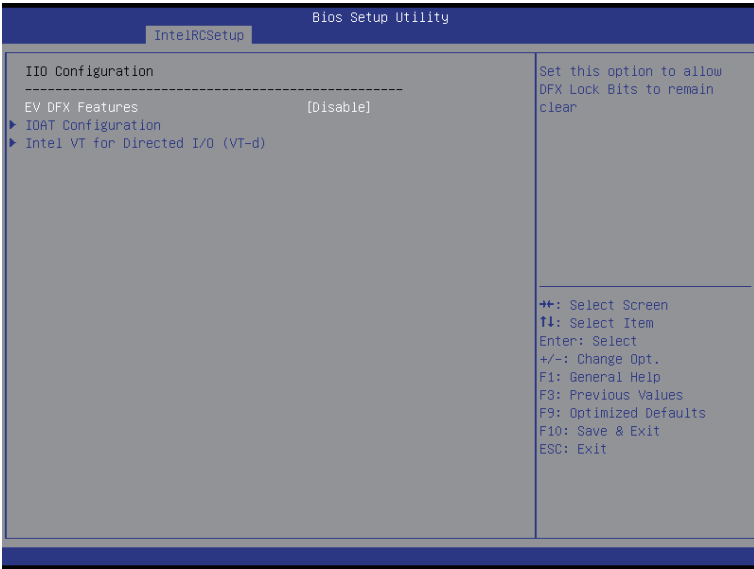 Bios Setup Utility
IntelRCSetup
IIO Configuration
--------------------------------------------------
EV DFX Features [Disable]
IOAT Configuration
Intel VT for Directed I/O (VT-d)
Set this option to allow
DFX Lock Bits to remain
clear
→←: Select Screen
↑↓: Select Item
Enter: Select
+/-: Change Opt.
F1: General Help
F3: Previous Values
F9: Optimized Defaults
F10: Save & Exit
ESC: Exit